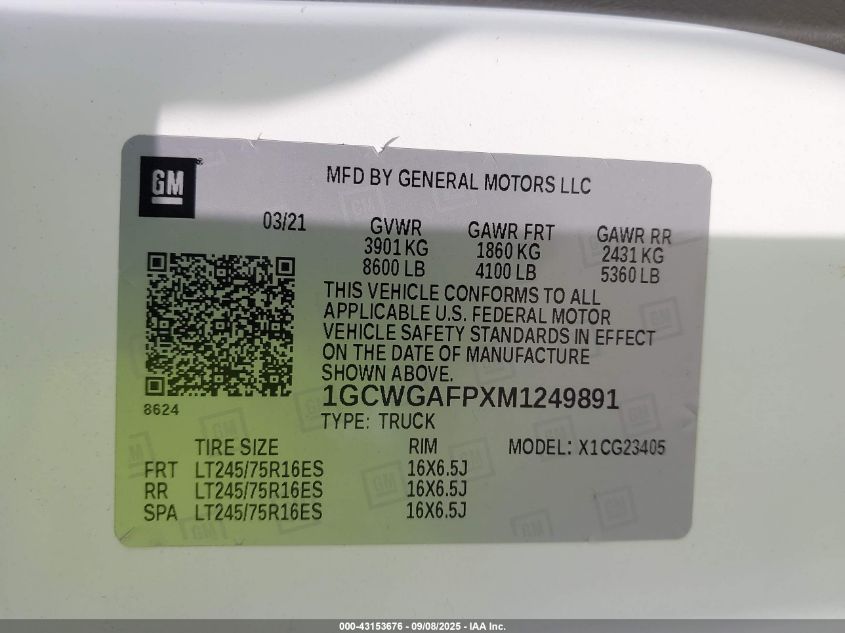 GM
MFD BY GENERAL MOTORS LLC
03/21 GVWR GAWR FRT GAWR RR
3901 KG 1860 KG 2431 KG
8600 LB 4100 LB 5360 LB
THIS VEHICLE CONFORMS TO ALL
APPLICABLE U.S. FEDERAL MOTOR
VEHICLE SAFETY STANDARDS IN EFFECT
ON THE DATE OF MANUFACTURE
SHOWN ABOVE.
1GCWGAFPXM1249891
8624
TYPE: TRUCK
TIRE SIZE RIM MODEL: X1CG23405
FRT LT245/75R16ES 16X6.5J
RR LT245/75R16ES 16X6.5J
SPA LT245/75R16ES 16X6.5J
000-43153676 - 09/08/2025 - IAA Inc.